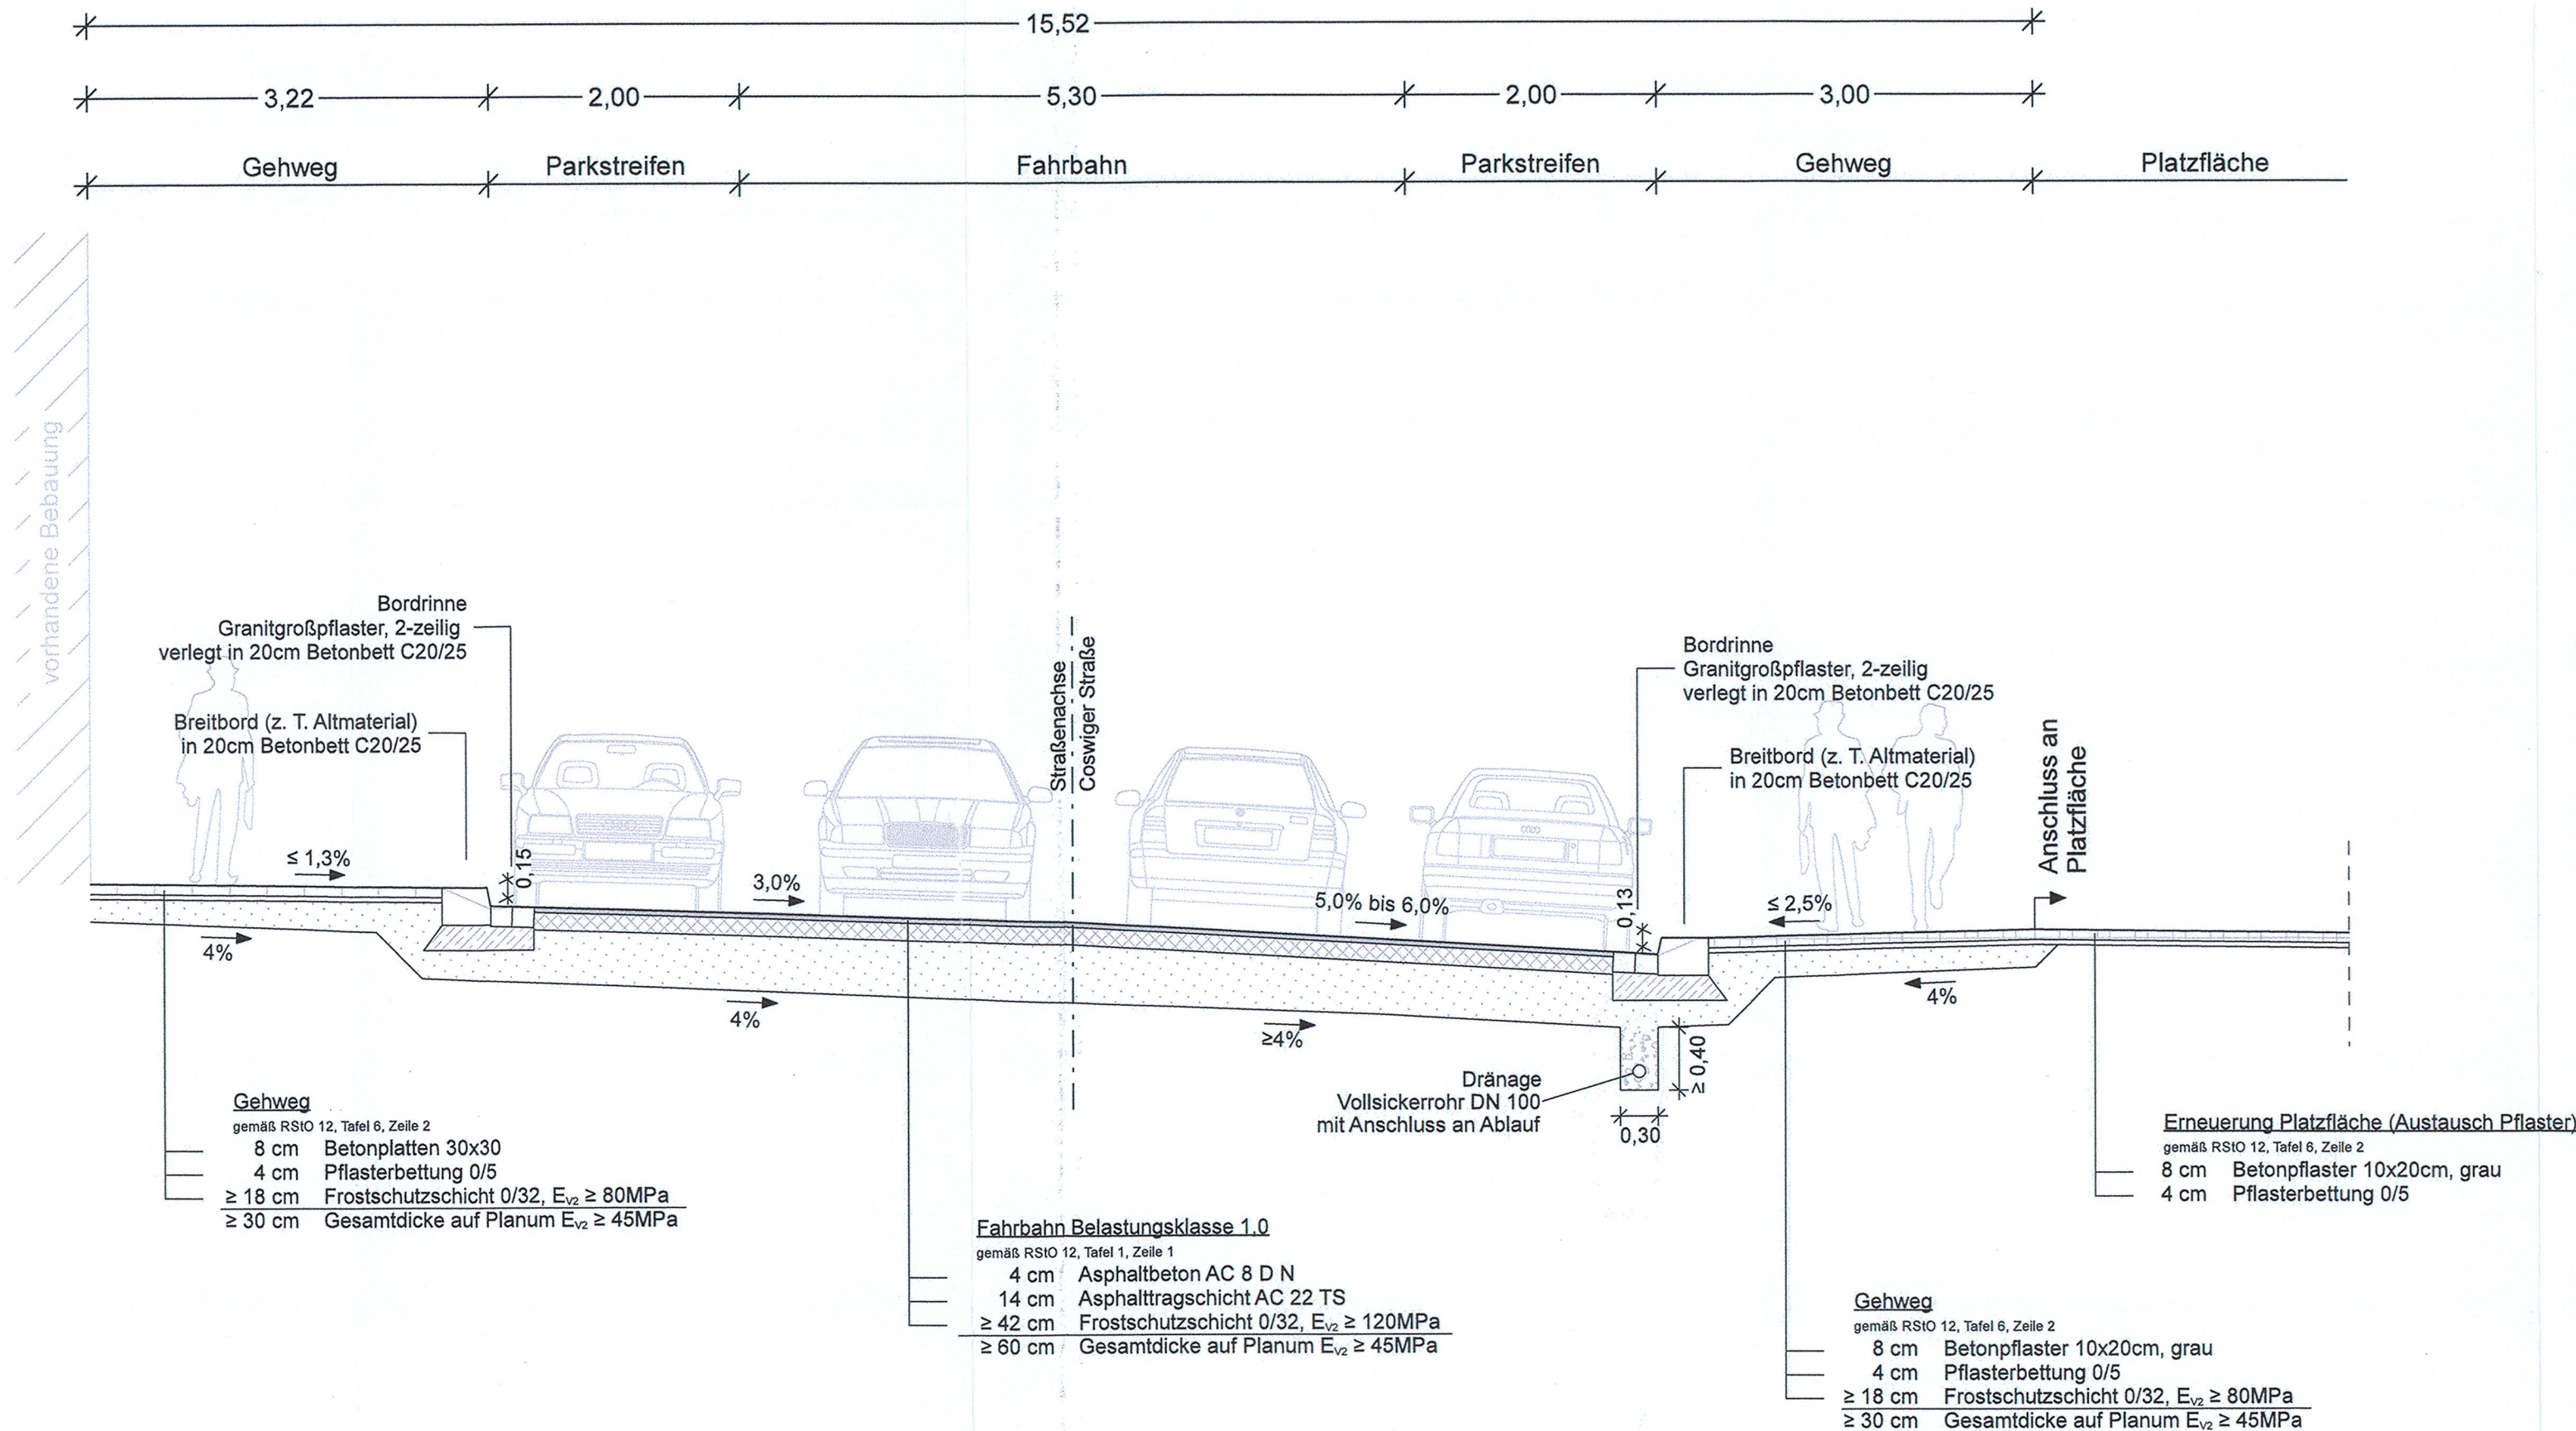 15,52
3,22 2,00 5,30 2,00 3,00
Gehweg Parkstreifen Fahrbahn Parkstreifen Gehweg Platzfläche
vorhandene Bebauung
Bordrinne
Granitgroßpflaster, 2-zeilig
verlegt in 20cm Betonbett C20/25
Breitbord (z. T. Altmaterial)
in 20cm Betonbett C20/25
Straßenachse
Coswiger Straße
Bordrinne
Granitgroßpflaster, 2-zeilig
verlegt in 20cm Betonbett C20/25
Breitbord (z. T. Altmaterial)
in 20cm Betonbett C20/25
Anschluss an
Platzfläche
≤ 1,3%
0,15
3,0%
5,0% bis 6,0%
0,13
≤ 2,5%
4%
4%
≥4%
4%
≥ 0,40
0,30
Dränage
Vollsickerrohr DN 100
mit Anschluss an Ablauf
Gehweg
gemäß RStO 12, Tafel 6, Zeile 2
8 cm Betonplatten 30x30
4 cm Pflasterbettung 0/5
≥ 18 cm Frostschutzschicht 0/32, Ev2 ≥ 80MPa
≥ 30 cm Gesamtdicke auf Planum Ev2 ≥ 45MPa
Fahrbahn Belastungsklasse 1,0
gemäß RStO 12, Tafel 1, Zeile 1
4 cm Asphaltbeton AC 8 D N
14 cm Asphalttragschicht AC 22 TS
≥ 42 cm Frostschutzschicht 0/32, Ev2 ≥ 120MPa
≥ 60 cm Gesamtdicke auf Planum Ev2 ≥ 45MPa
Erneuerung Platzfläche (Austausch Pflaster)
gemäß RStO 12, Tafel 6, Zeile 2
8 cm Betonpflaster 10x20cm, grau
4 cm Pflasterbettung 0/5
Gehweg
gemäß RStO 12, Tafel 6, Zeile 2
8 cm Betonpflaster 10x20cm, grau
4 cm Pflasterbettung 0/5
≥ 18 cm Frostschutzschicht 0/32, Ev2 ≥ 80MPa
≥ 30 cm Gesamtdicke auf Planum Ev2 ≥ 45MPa